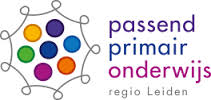 passend
primair
onderwijs
regio Leiden